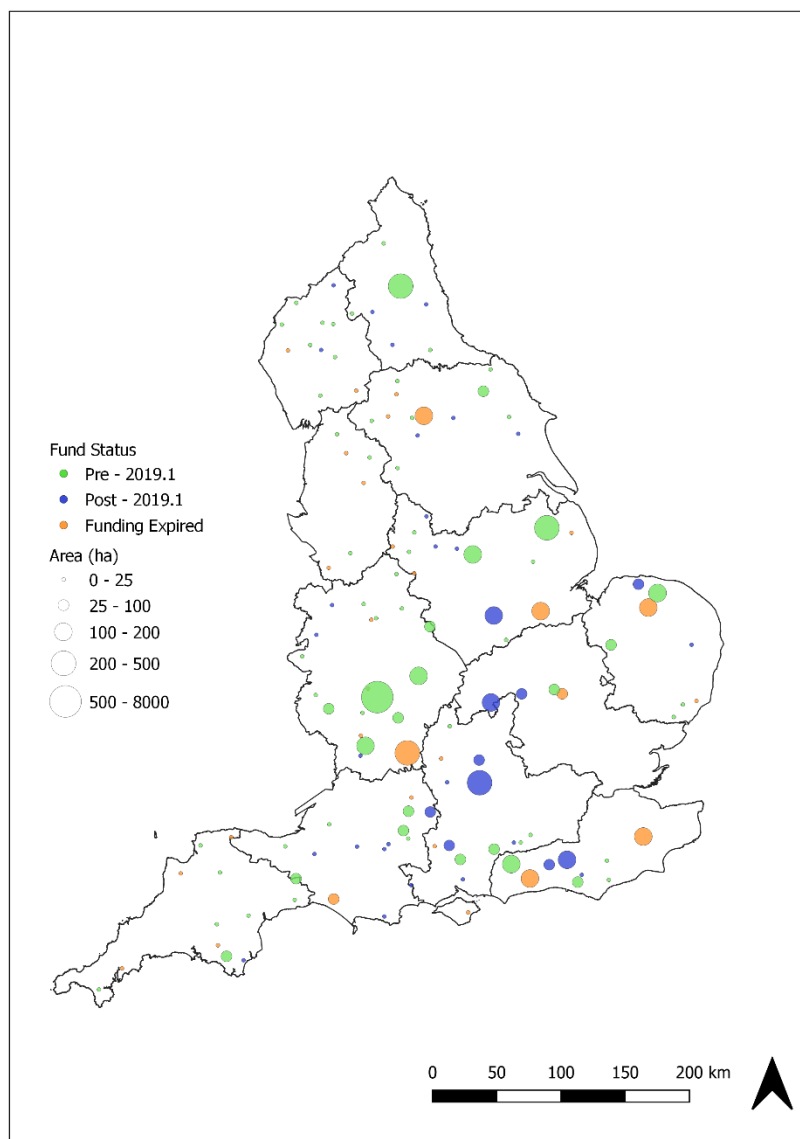 Fund Status
Pre - 2019.1
Post - 2019.1
Funding Expired
Area (ha)
0 - 25
25 - 100
100 - 200
200 - 500
500 - 8000
0 50 100 150 200 km